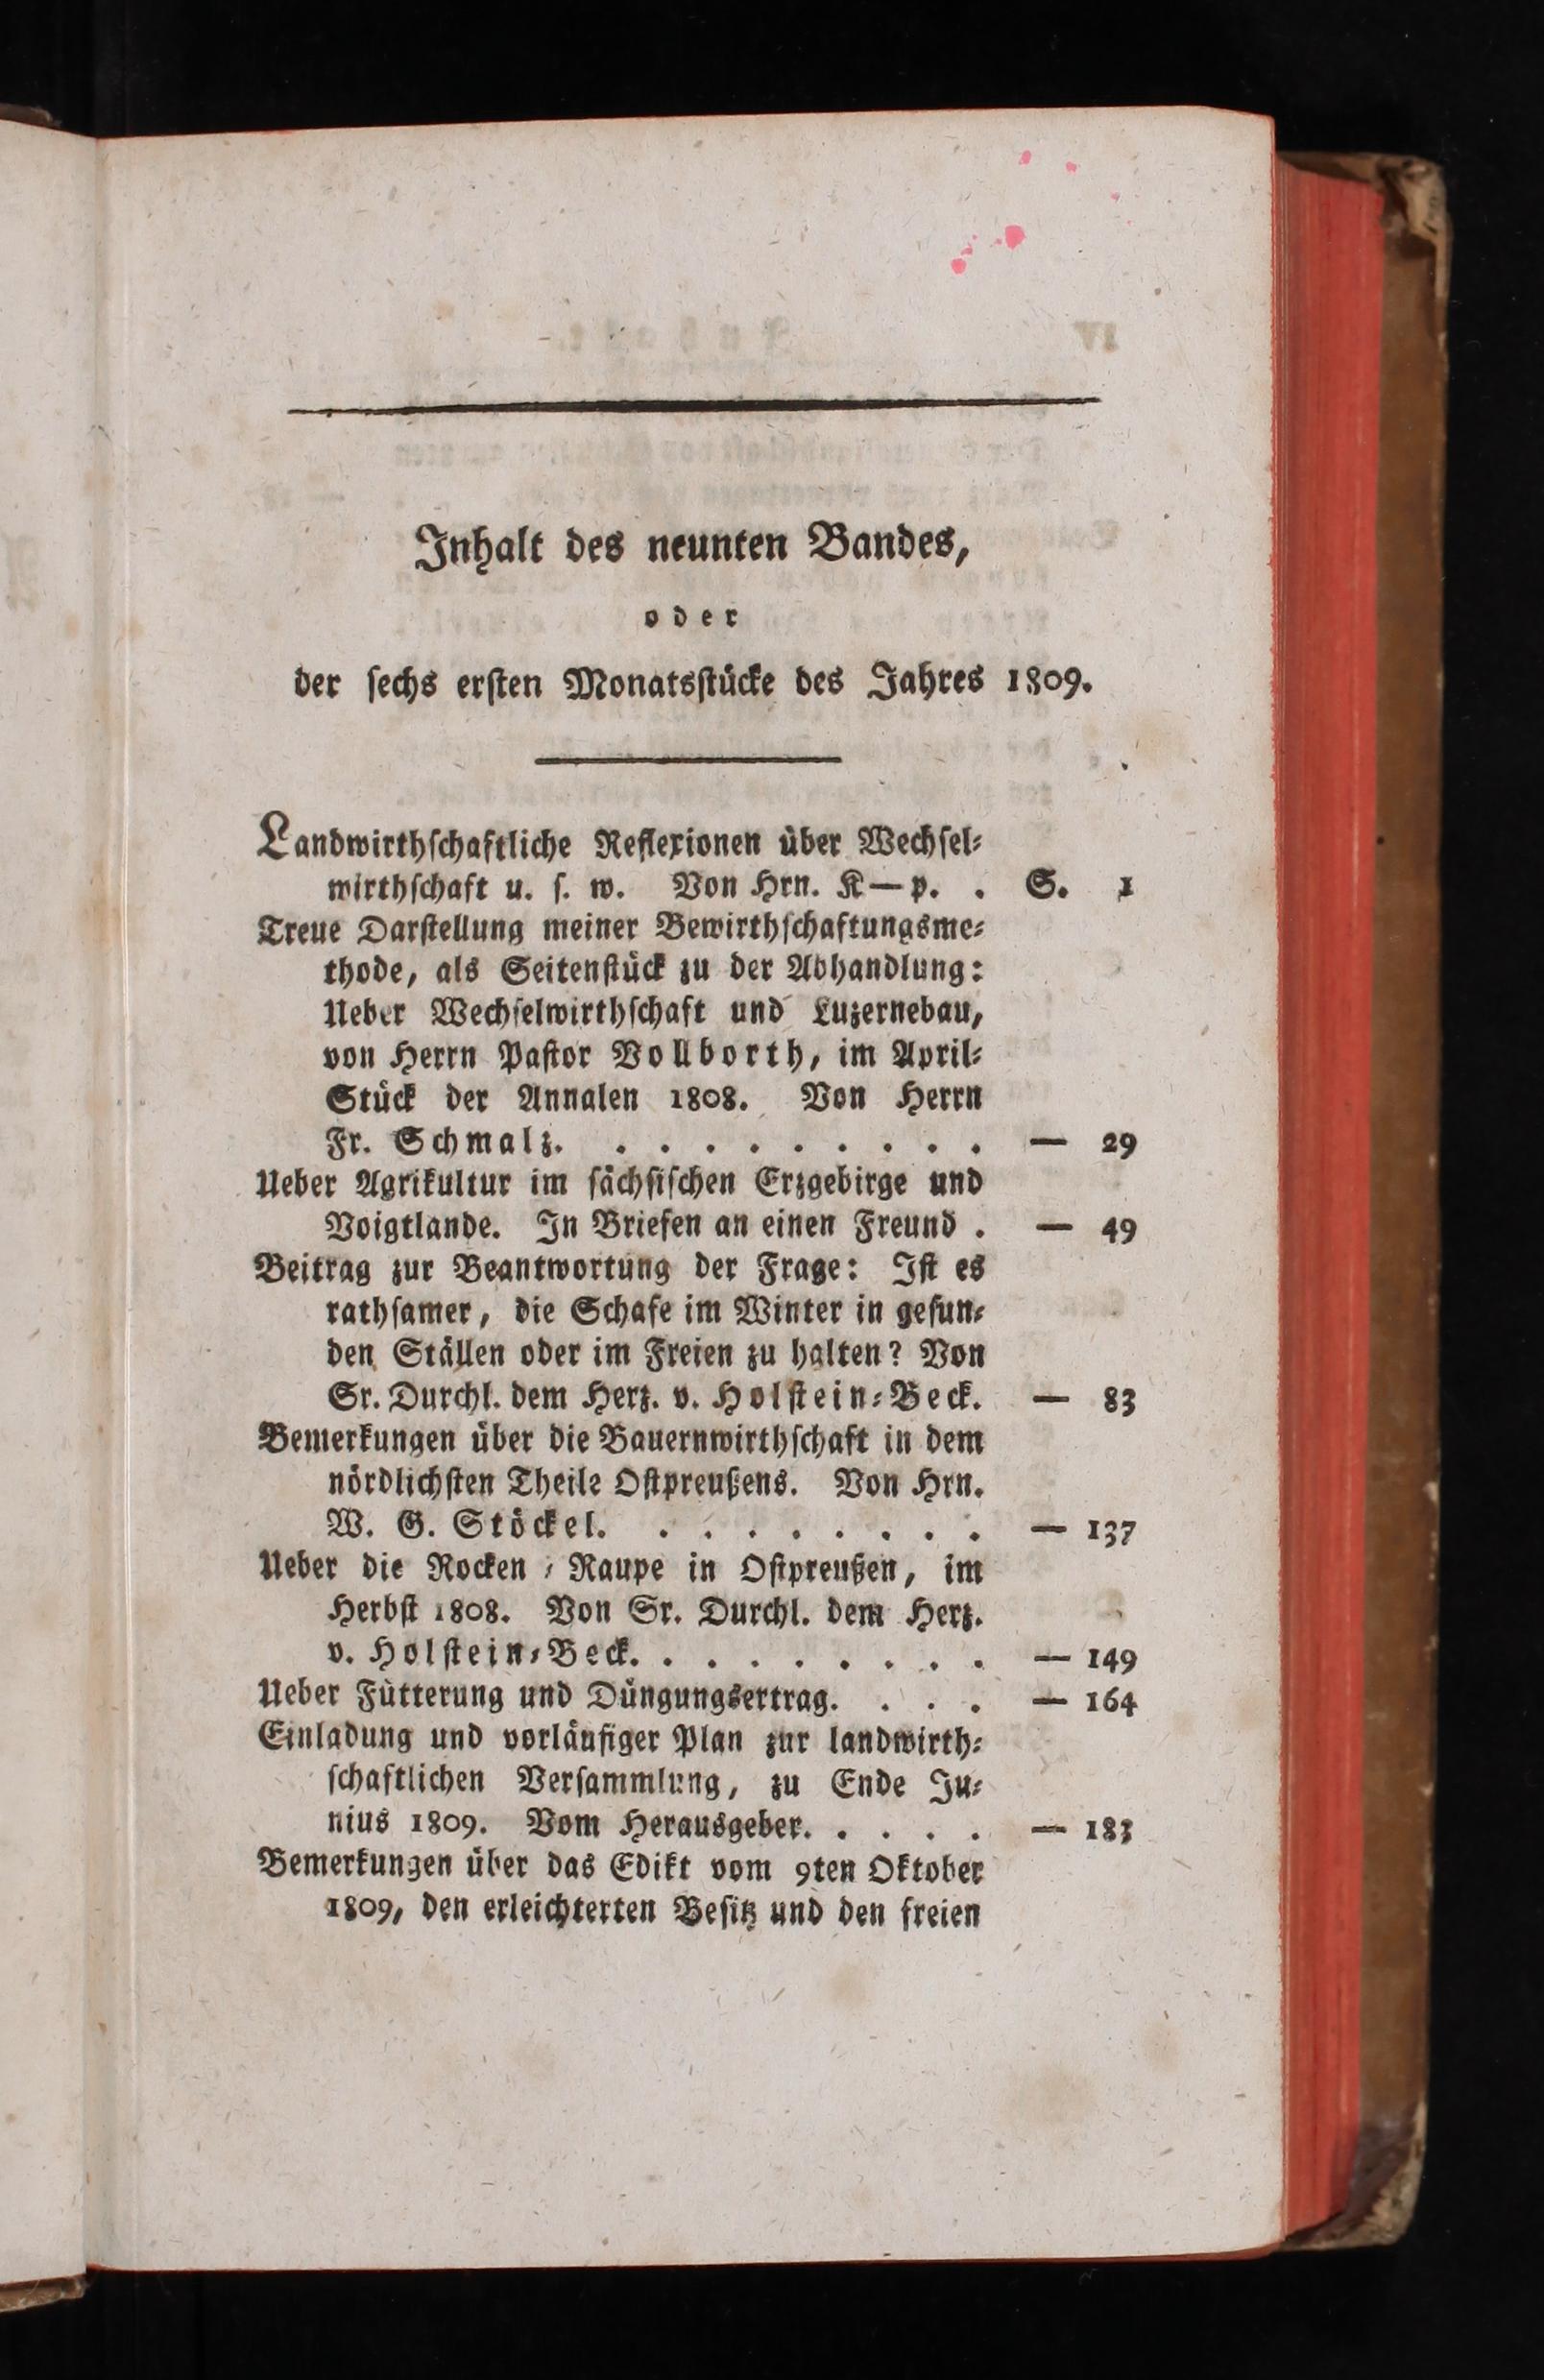 Inhalt des neunten Bandes,
oder
der ſechs erſten Monatsſtücke des Jahres 1809.
Landwirthſchaftliche Reflexionen über Wechſel⸗
wirthſchaft u. ſ. w. Von Hrn. K—p. . S. 1
Treue Darſtellung meiner Bewirthſchaftungsme⸗
thode, als Seitenſtück zu der Abhandlung:
Ueber Wechſelwirthſchaft und Luzernebau,
von Herrn Paſtor Vollborth, im April⸗
Stück der Annalen 1808. Von Herrn
Fr. Schmalz. . . . . . . . . . — 29
Ueber Agrikultur im ſächſiſchen Erzgebirge und
Voigtlande. In Briefen an einen Freund . — 49
Beitrag zur Beantwortung der Frage: Iſt es
rathſamer, die Schafe im Winter in geſun⸗
den Ställen oder im Freien zu halten? Von
Sr. Durchl. dem Herz. v. Holſtein⸗Beck. — 83
Bemerkungen über die Bauernwirthſchaft in dem
nördlichſten Theile Oſtpreußens. Von Hrn.
W. G. Stöckel. . . . . . . . . — 137
Ueber die Rocken ⸗ Raupe in Oſtpreußen, im
Herbſt 1808. Von Sr. Durchl. dem Herz.
v. Holſtein⸗Beck. . . . . . . . . — 149
Ueber Fütterung und Düngungsertrag. . . . — 164
Einladung und vorläufiger Plan zur landwirth⸗
ſchaftlichen Verſammlung, zu Ende Ju⸗
nius 1809. Vom Herausgeber. . . . . — 183
Bemerkungen über das Edikt vom 9ten Oktober
1809, den erleichterten Beſitz und den freien